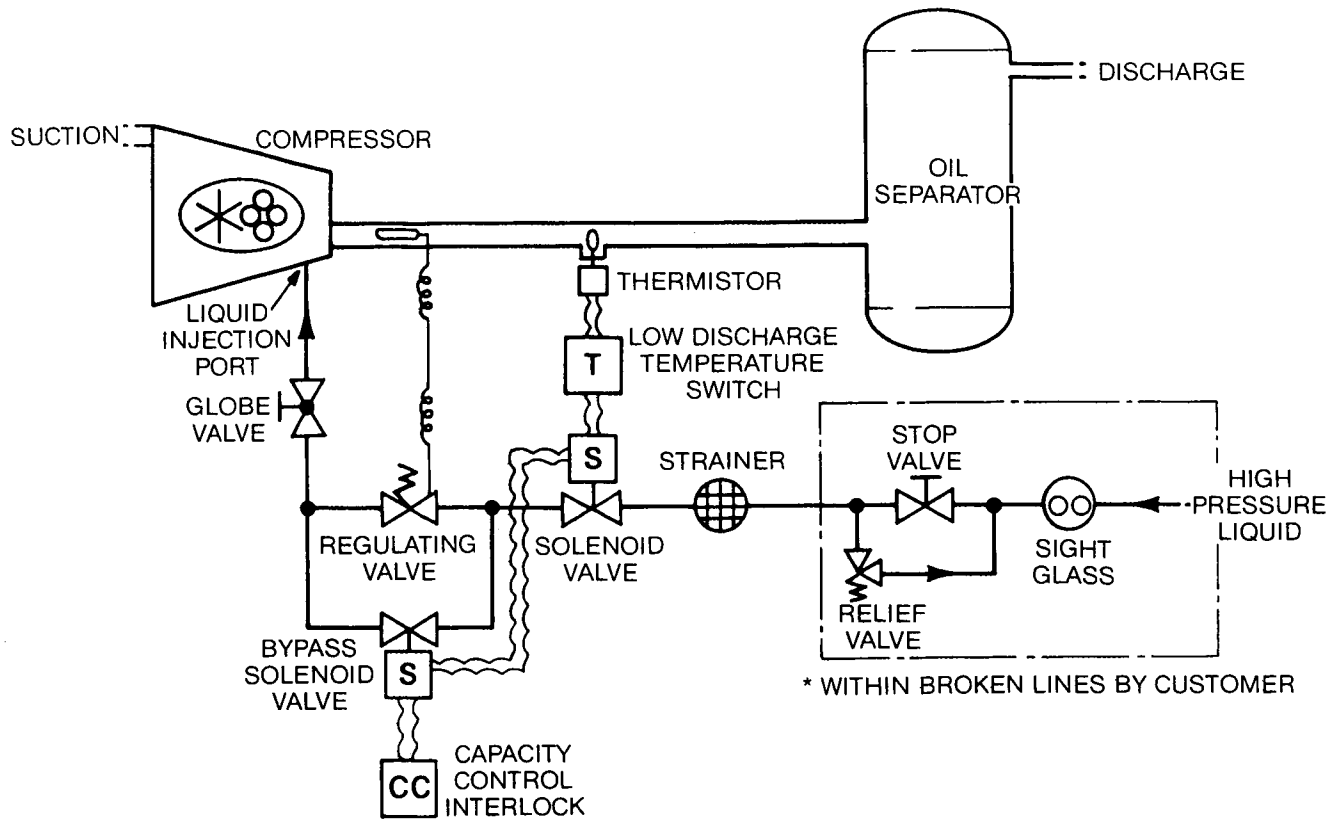 DISCHARGE
SUCTION
COMPRESSOR
OIL
SEPARATOR
THERMISTOR
LIQUID
INJECTION
PORT
LOW DISCHARGE
TEMPERATURE
SWITCH
T
GLOBE
VALVE
S
STRAINER
STOP
VALVE
HIGH
PRESSURE
LIQUID
REGULATING
VALVE
SOLENOID
VALVE
SIGHT
GLASS
RELIEF
VALVE
BYPASS
SOLENOID
VALVE
S
* WITHIN BROKEN LINES BY CUSTOMER
CC
CAPACITY
CONTROL
INTERLOCK